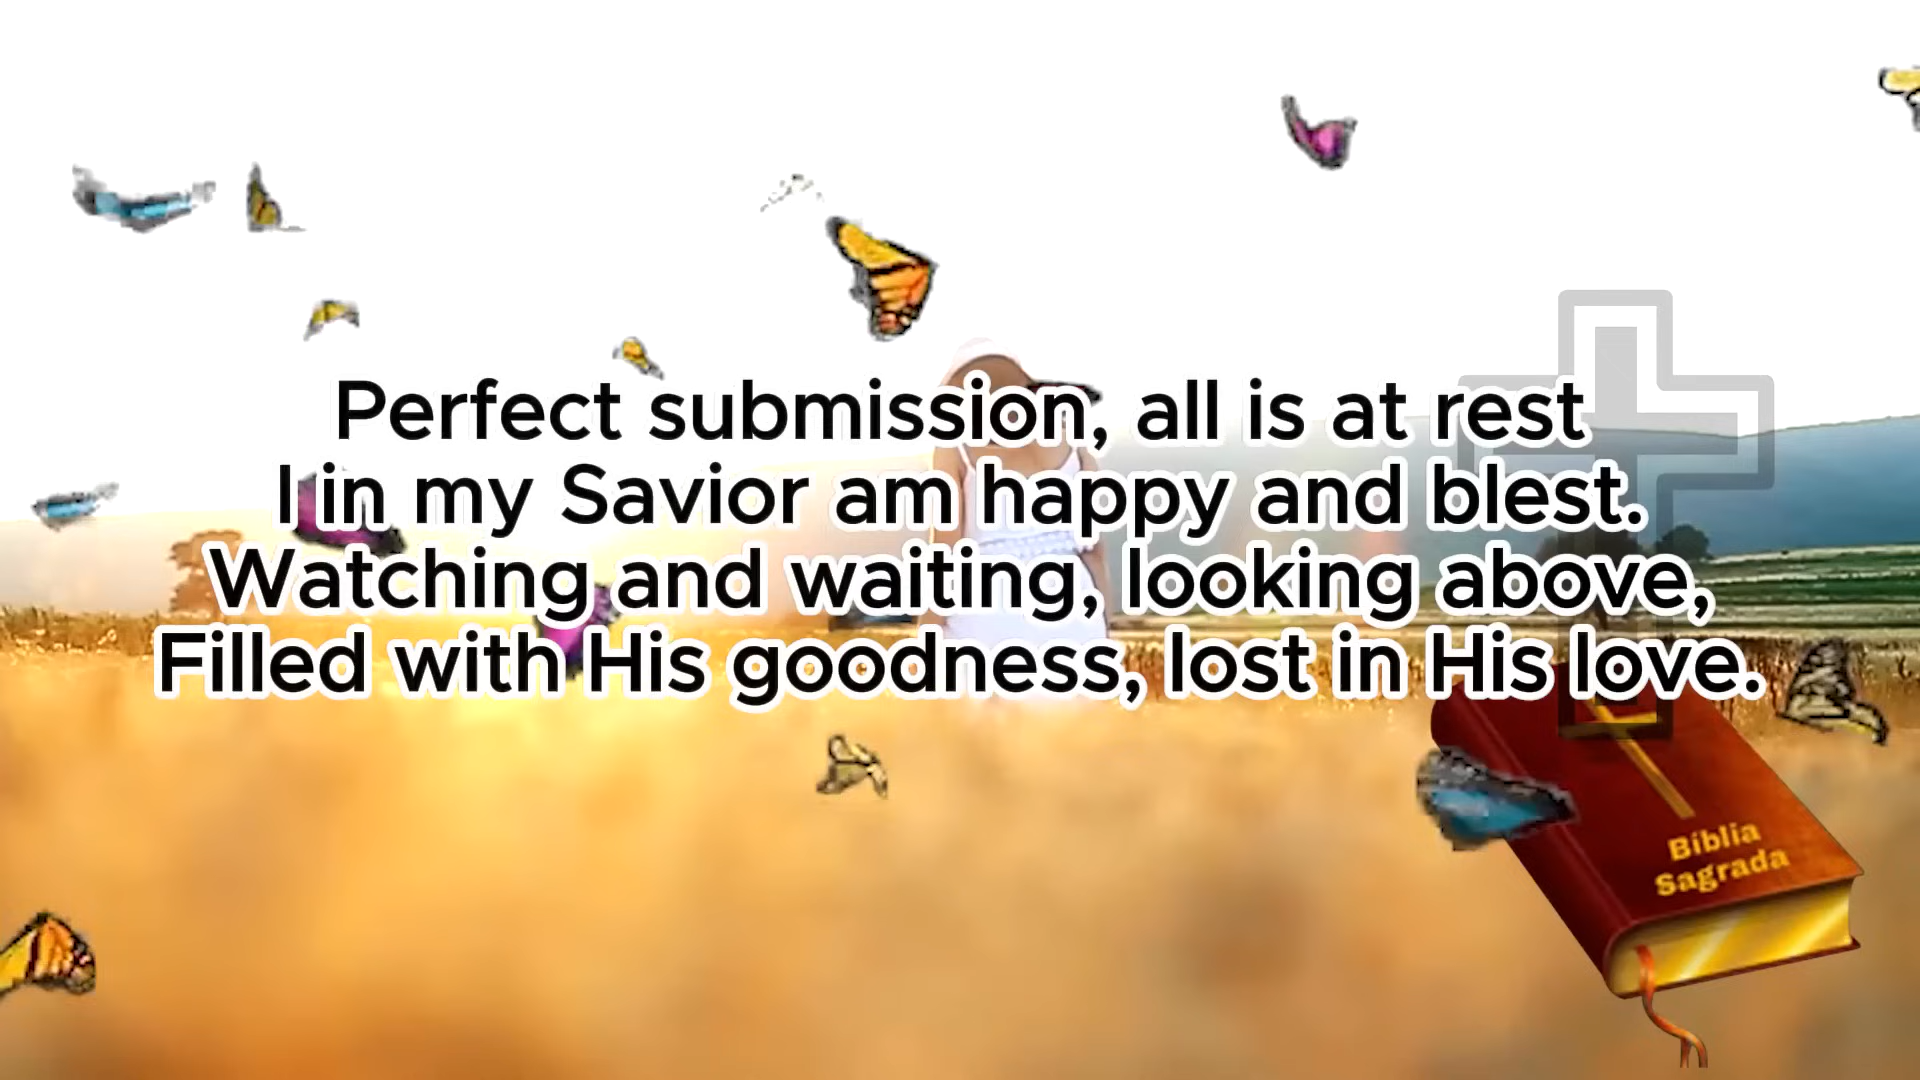 Perfect submission, all is at rest
I in my Savior am happy and blest.
Watching and waiting, looking above,
Filled with His goodness, lost in His love.
Bíblia
Sagrada